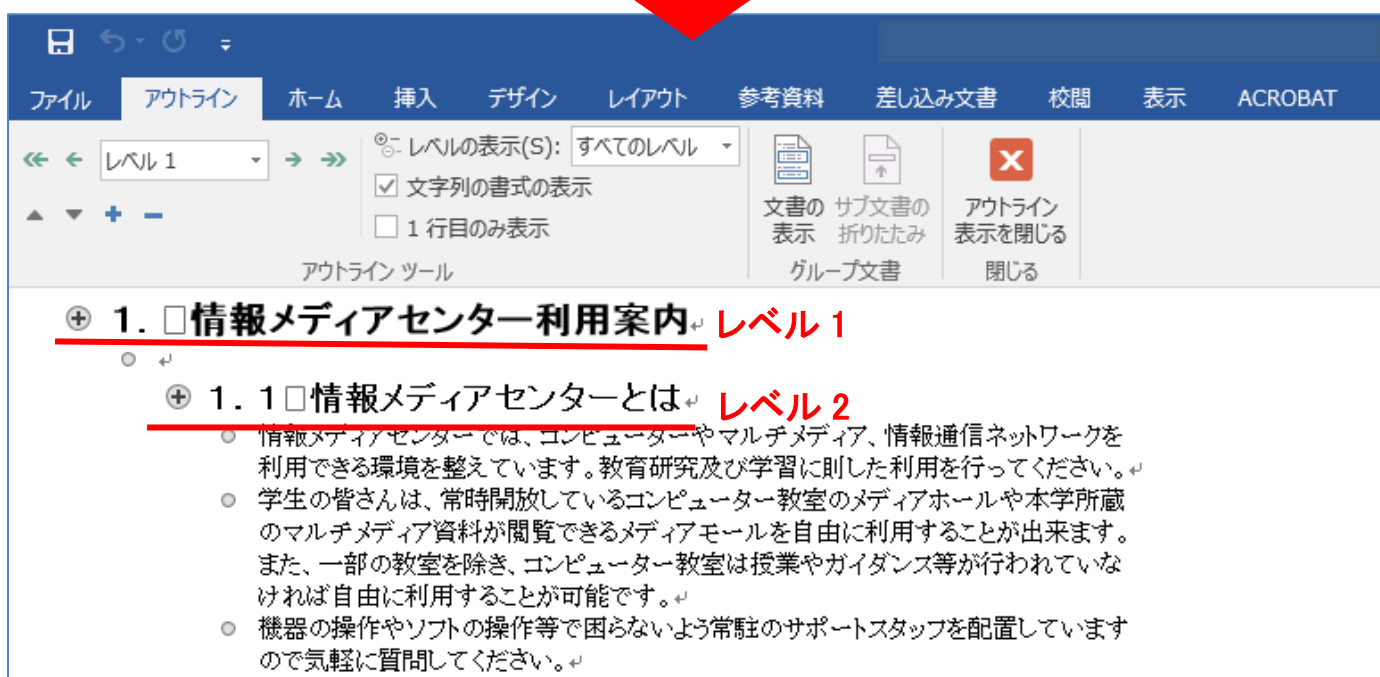 ファイル アウトライン ホーム 挿入 デザイン レイアウト 参考資料 差し込み文書 校閲 表示 ACROBAT
レベル 1
レベルの表示(S): すべてのレベル
文字列の書式の表示
1 行目のみ表示
アウトライン ツール
文書の
表示
サブ文書の
折りたたみ
グループ文書
アウトライン
表示を閉じる
閉じる
1. □情報メディアセンター利用案内↵ レベル 1
↵
1. 1□情報メディアセンターとは↵ レベル 2
情報メディアセンターでは、コンピューターやマルチメディア、情報通信ネットワークを
利用できる環境を整えています。教育研究及び学習に則した利用を行ってください。↵
学生の皆さんは、常時開放しているコンピューター教室のメディアホールや本学所蔵
のマルチメディア資料が閲覧できるメディアモールを自由に利用することが出来ます。
また、一部の教室を除き、コンピューター教室は授業やガイダンス等が行われていな
ければ自由に利用することが可能です。↵
機器の操作やソフトの操作等で困らないよう常駐のサポートスタッフを配置しています
ので気軽に質問してください。↵